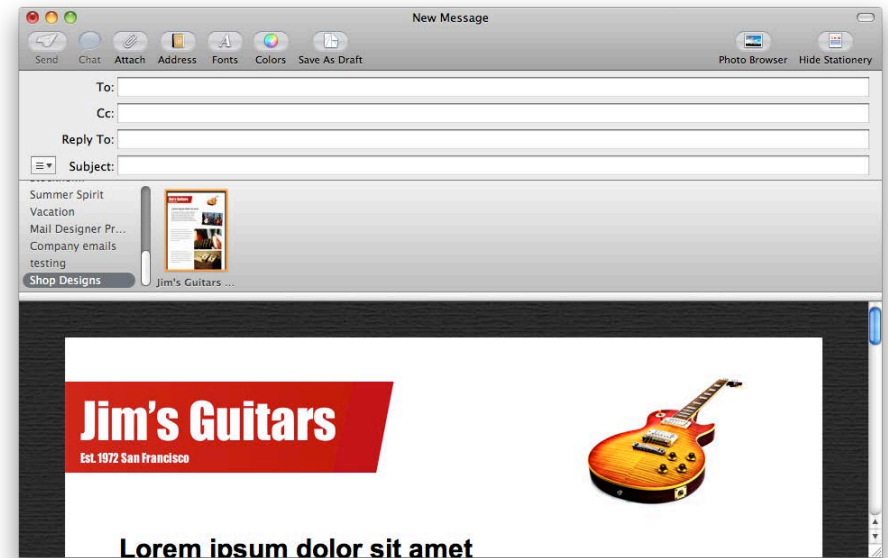 New Message
Send Chat Attach Address Fonts Colors Save As Draft Photo Browser Hide Stationery
To:
Cc:
Reply To:
Subject:
Summer Spirit
Vacation
Mail Designer Pr...
Company emails
testing
Shop Designs
Jim's Guitars ...
Jim's Guitars
Est. 1972 San Francisco
Lorem ipsum dolor sit amet